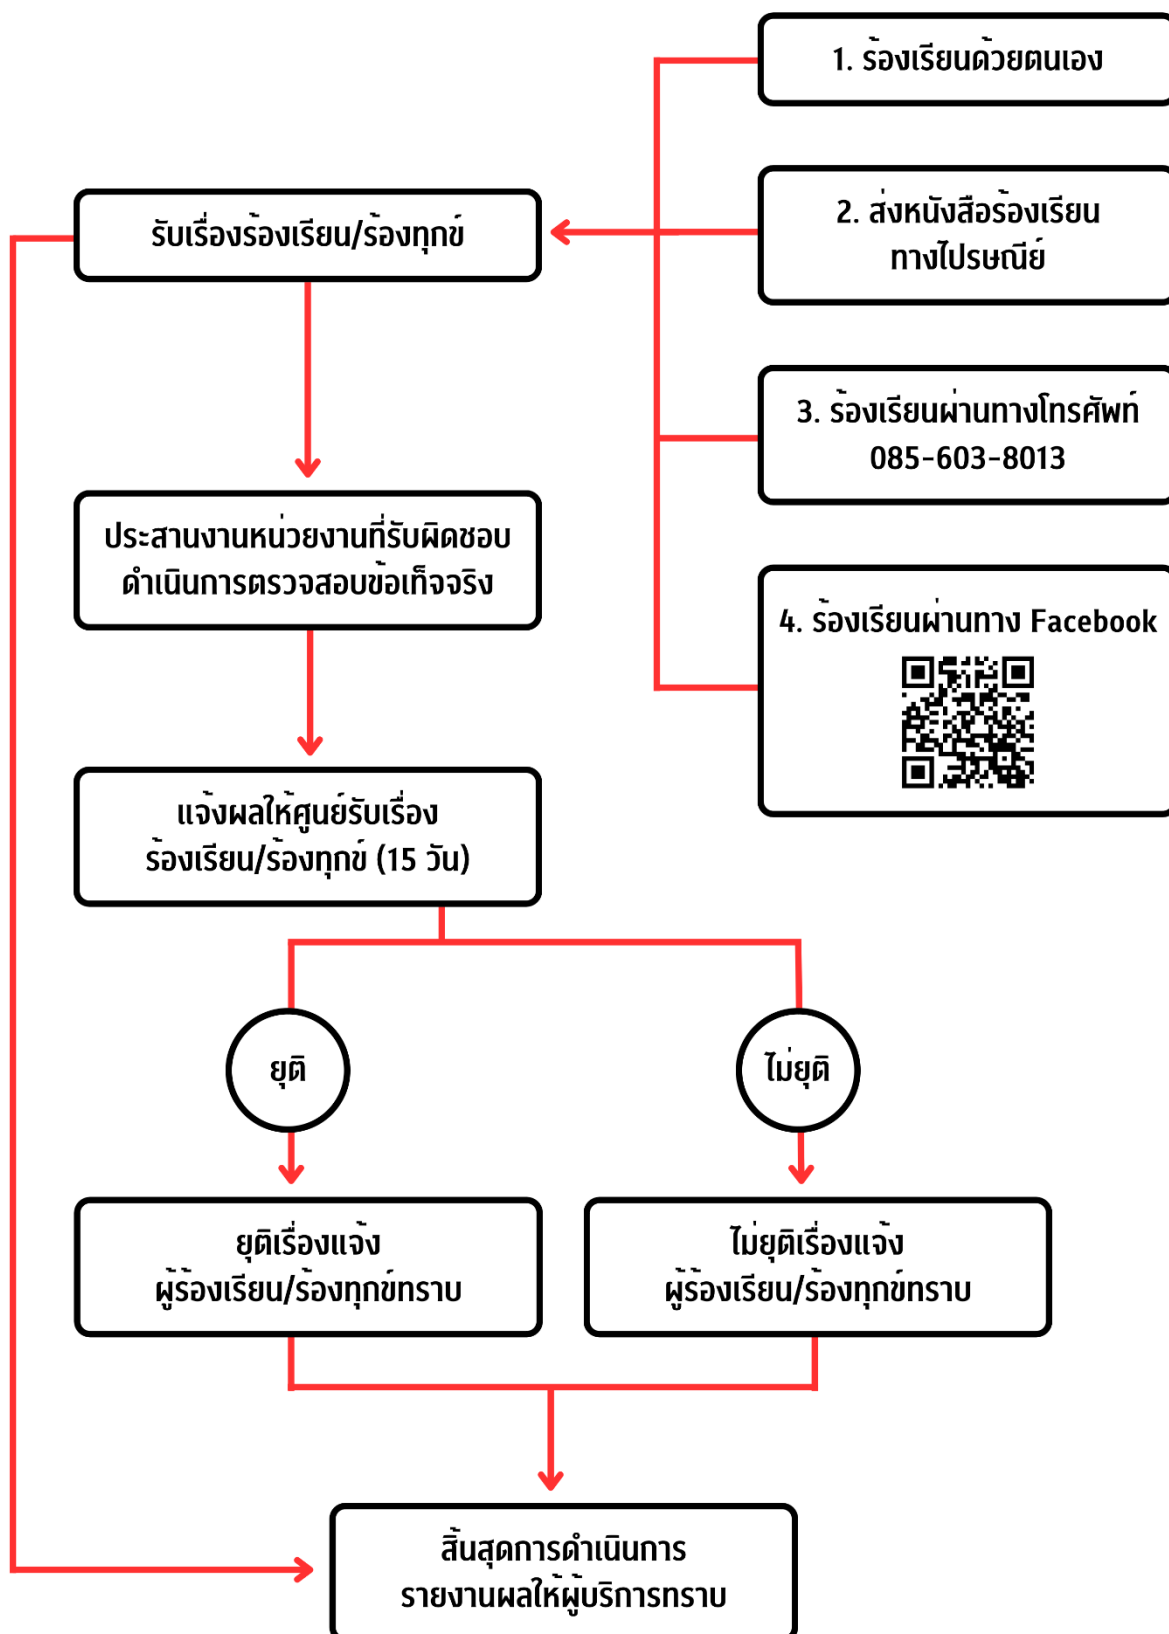 1. ร้องเรียนด้วยตนเอง
2. ส่งหนังสือร้องเรียน
ทางไปรษณีย์
3. ร้องเรียนผ่านทางโทรศัพท์
085-603-8013
4. ร้องเรียนผ่านทาง Facebook
รับเรื่องร้องเรียน/ร้องทุกข์
ประสานงานหน่วยงานที่รับผิดชอบ
ดำเนินการตรวจสอบข้อเท็จจริง
แจ้งผลให้ศูนย์รับเรื่อง
ร้องเรียน/ร้องทุกข์ (15 วัน)
ยุติ
ไม่ยุติ
ยุติเรื่องแจ้ง
ผู้ร้องเรียน/ร้องทุกข์ทราบ
ไม่ยุติเรื่องแจ้ง
ผู้ร้องเรียน/ร้องทุกข์ทราบ
สิ้นสุดการดำเนินการ
รายงานผลให้ผู้บริการทราบ